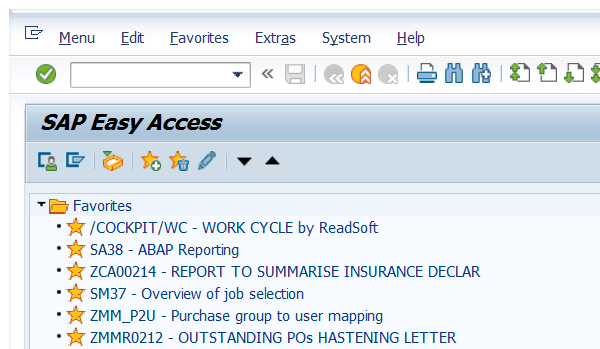 Menu Edit Favorites Extras System Help
SAP Easy Access
Favorites
/COCKPIT/WC - WORK CYCLE by ReadSoft
SA38 - ABAP Reporting
ZCA00214 - REPORT TO SUMMARISE INSURANCE DECLAR
SM37 - Overview of job selection
ZMM_P2U - Purchase group to user mapping
ZMMR0212 - OUTSTANDING POs HASTENING LETTER